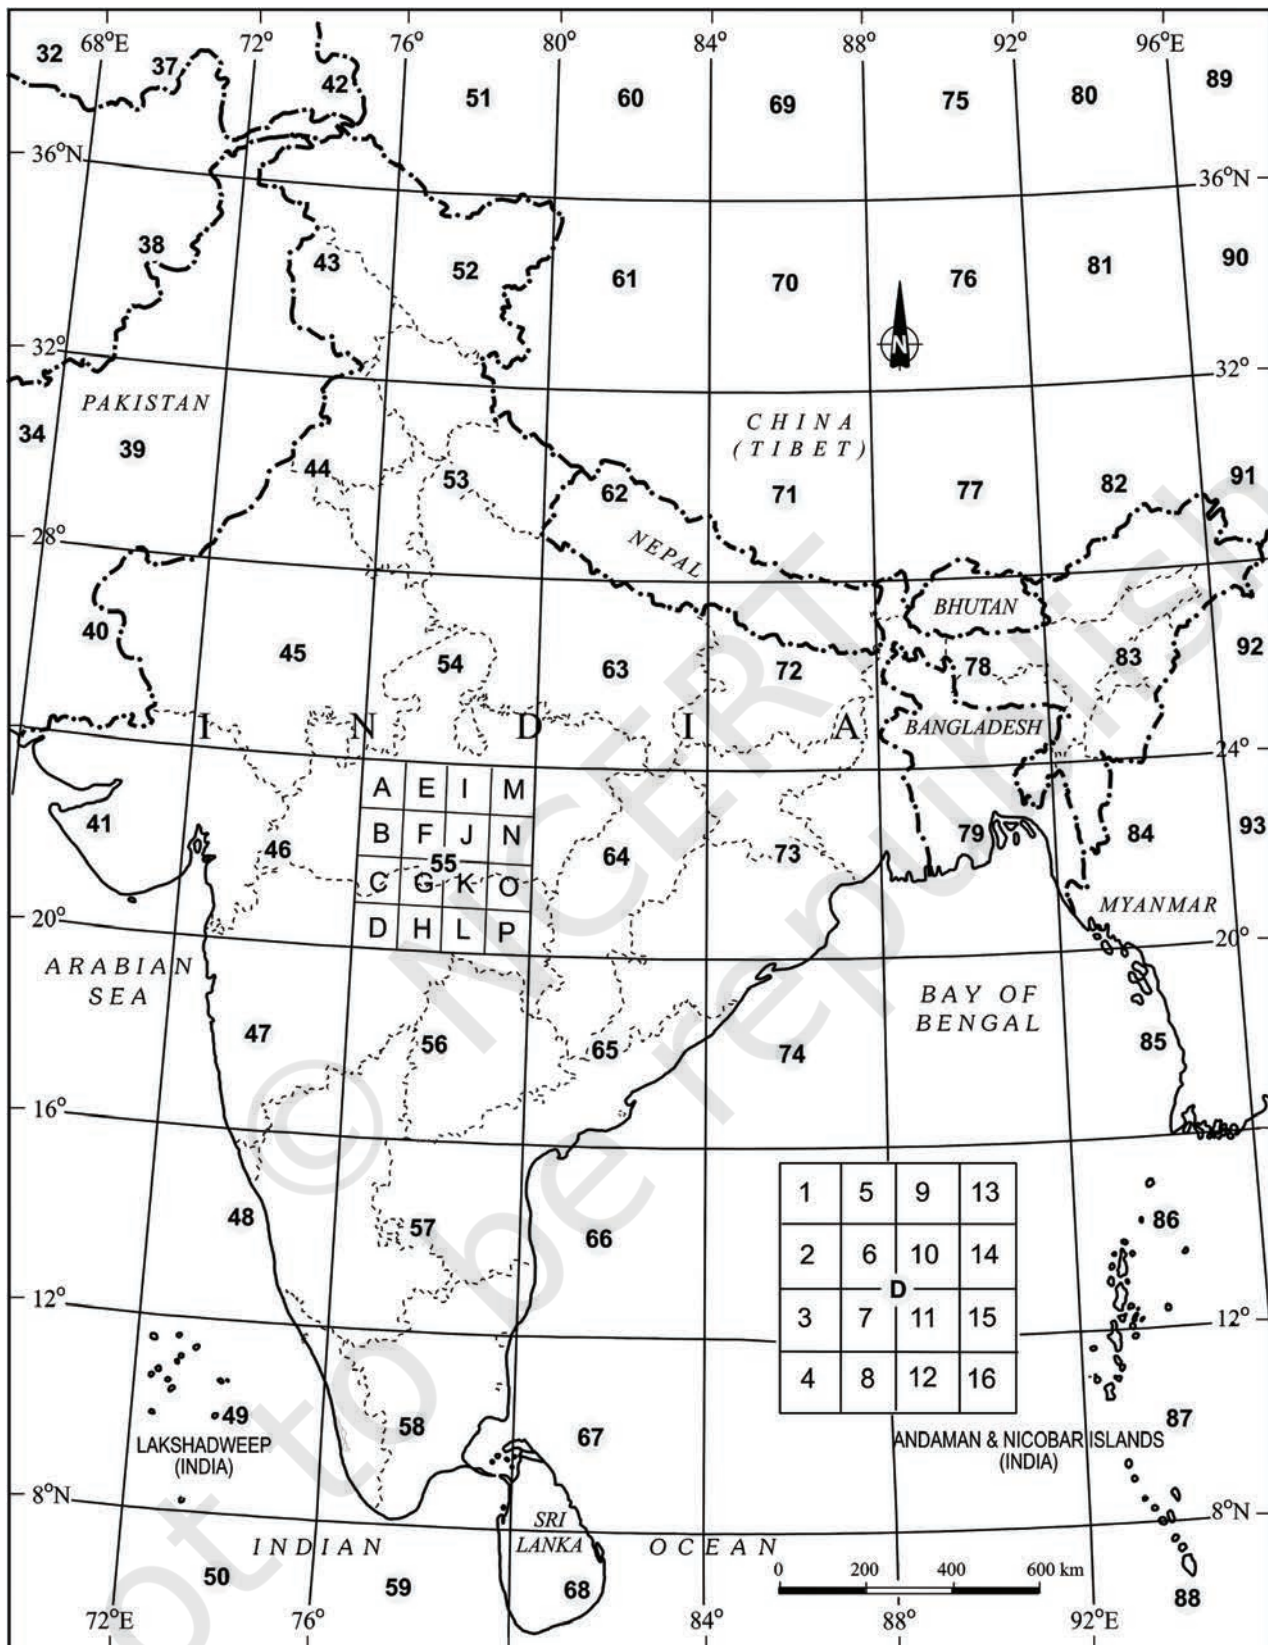 68°E 72° 76° 80° 84° 88° 92° 96°E
32 37 42 51 60 69 75 80 89
36°N 36°N
38 43 52 61 70 76 81 90
N
32° 32°
PAKISTAN
CHINA
(TIBET)
34 39 44 53 62 71 77 82 91
28°
NEPAL
BHUTAN
40 45 54 63 72 78 83 92
I N D I A
BANGLADESH
24°
A E I M
B F J N
55
C G K O
D H L P
41 46 64 73 79 84 93
MYANMAR
20° 20°
ARABIAN
SEA
BAY OF
BENGAL
47 56 65 74 85
16°
1 5 9 13
2 6 10 14
D
3 7 11 15
4 8 12 16
48 57 66 86
12° 12°
49 58 67 87
LAKSHADWEEP
(INDIA)
ANDAMAN & NICOBAR ISLANDS
(INDIA)
8°N 8°N
SRI
LANKA
INDIAN OCEAN
50 59 68 88
0 200 400 600 km
72°E 76° 84° 88° 92°E
© NCERT
not to be republish